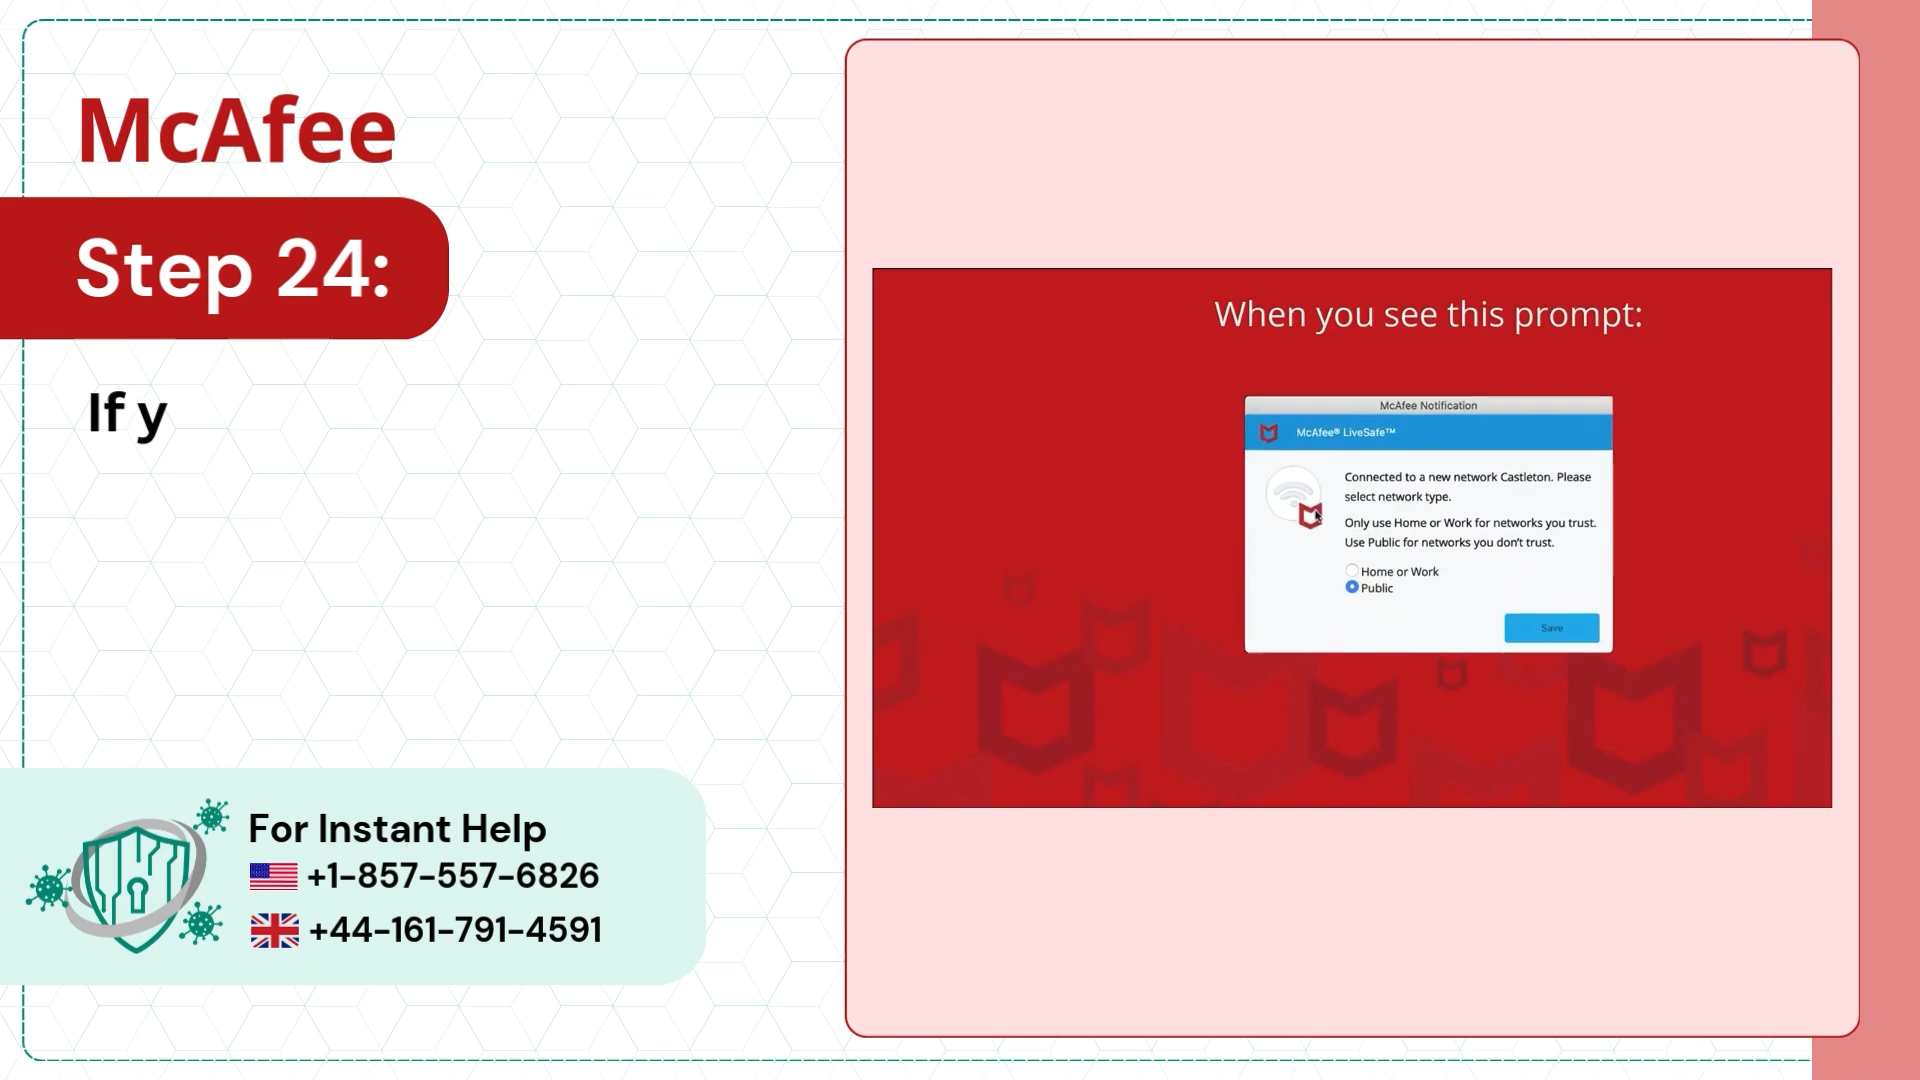 McAfee
Step 24:
If y
For Instant Help
+1-857-557-6826
+44-161-791-4591
When you see this prompt:
McAfee Notification
McAfee® LiveSafe™
Connected to a new network Castleton. Please
select network type.
Only use Home or Work for networks you trust.
Use Public for networks you don't trust.
Home or Work
Public
Save